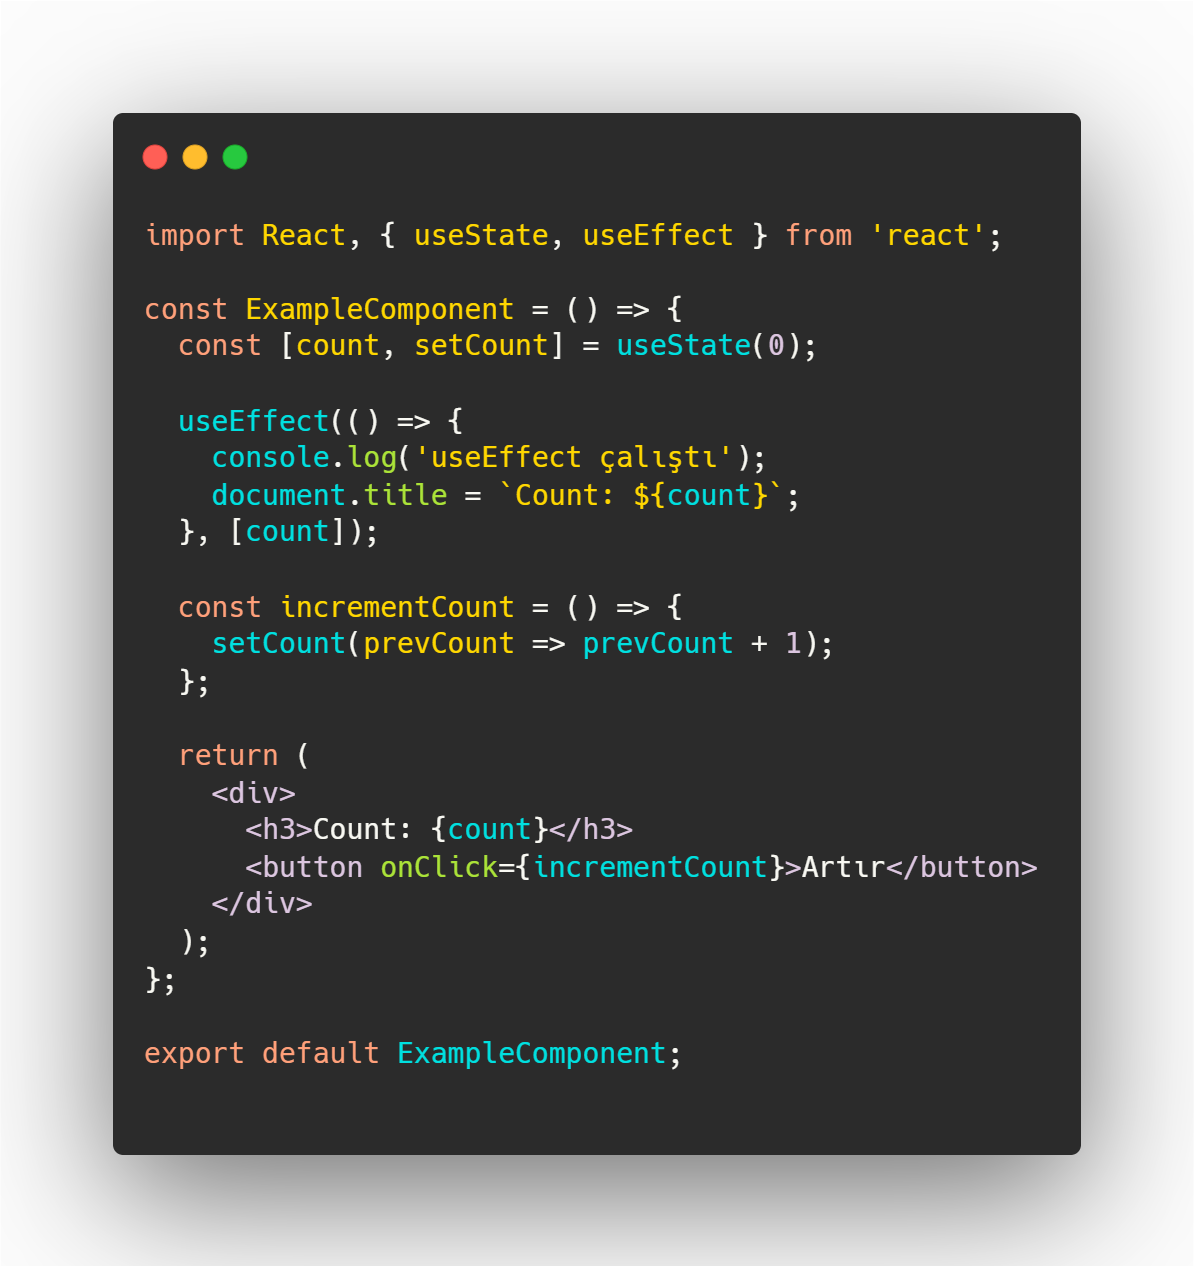 import React, { useState, useEffect } from 'react';
const ExampleComponent = () => {
  const [count, setCount] = useState(0);
  useEffect(() => {
    console.log('useEffect çalıştı');
    document.title = `Count: ${count}`;
  }, [count]);
  const incrementCount = () => {
    setCount(prevCount => prevCount + 1);
  };
  return (
    <div>
      <h3>Count: {count}</h3>
      <button onClick={incrementCount}>Artır</button>
    </div>
  );
};
export default ExampleComponent;